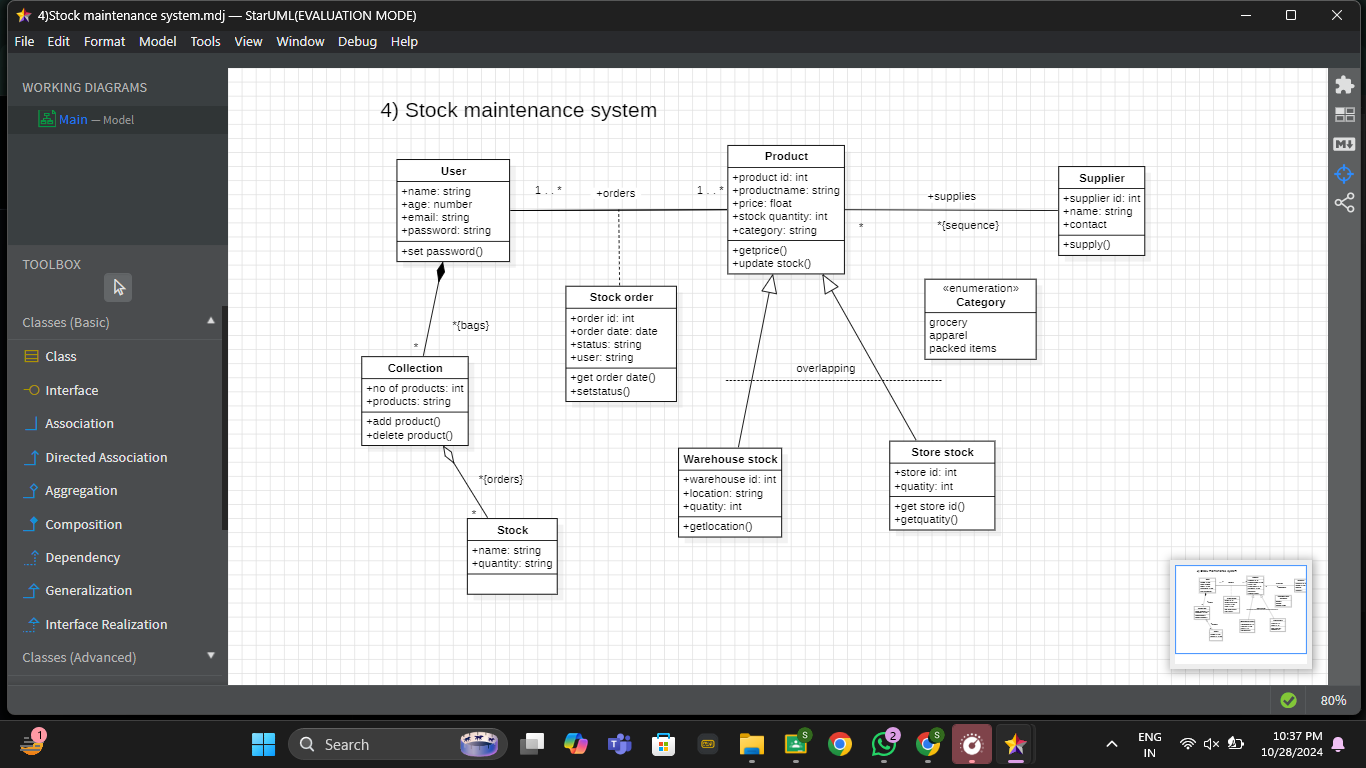 4)Stock maintenance system.mdj — StarUML(EVALUATION MODE)
File Edit Format Model Tools View Window Debug Help
WORKING DIAGRAMS
Main — Model
TOOLBOX
Classes (Basic)
Class
Interface
Association
Directed Association
Aggregation
Composition
Dependency
Generalization
Interface Realization
Classes (Advanced)
4) Stock maintenance system
User
+name: string
+age: number
+email: string
+password: string
+set password()
1 . . *
+orders
1 . . *
Product
+product id: int
+productname: string
+price: float
+stock quantity: int
+category: string
+getprice()
+update stock()
+supplies
*
*{sequence}
Supplier
+supplier id: int
+name: string
+contact
+supply()
«enumeration»
Category
grocery
apparel
packed items
Stock order
+order id: int
+order date: date
+status: string
+user: string
+get order date()
+setstatus()
*{bags}
*
Collection
+no of products: int
+products: string
+add product()
+delete product()
*{orders}
*
Stock
+name: string
+quantity: string
overlapping
Warehouse stock
+warehouse id: int
+location: string
+quatity: int
+getlocation()
Store stock
+store id: int
+quatity: int
+get store id()
+getquatity()
M
80%
1
Search
S
2
S
ENG
IN
10:37 PM
10/28/2024